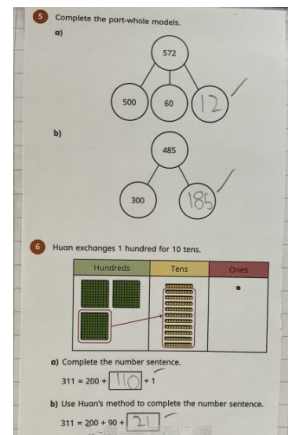 5 Complete the part-whole models.
a)
572
500 60 12
b)
485
300 185
6 Huan exchanges 1 hundred for 10 tens.
Hundreds Tens Ones
a) Complete the number sentence.
311 = 200 + 110 + 1
b) Use Huan's method to complete the number sentence.
311 = 200 + 90 + 21